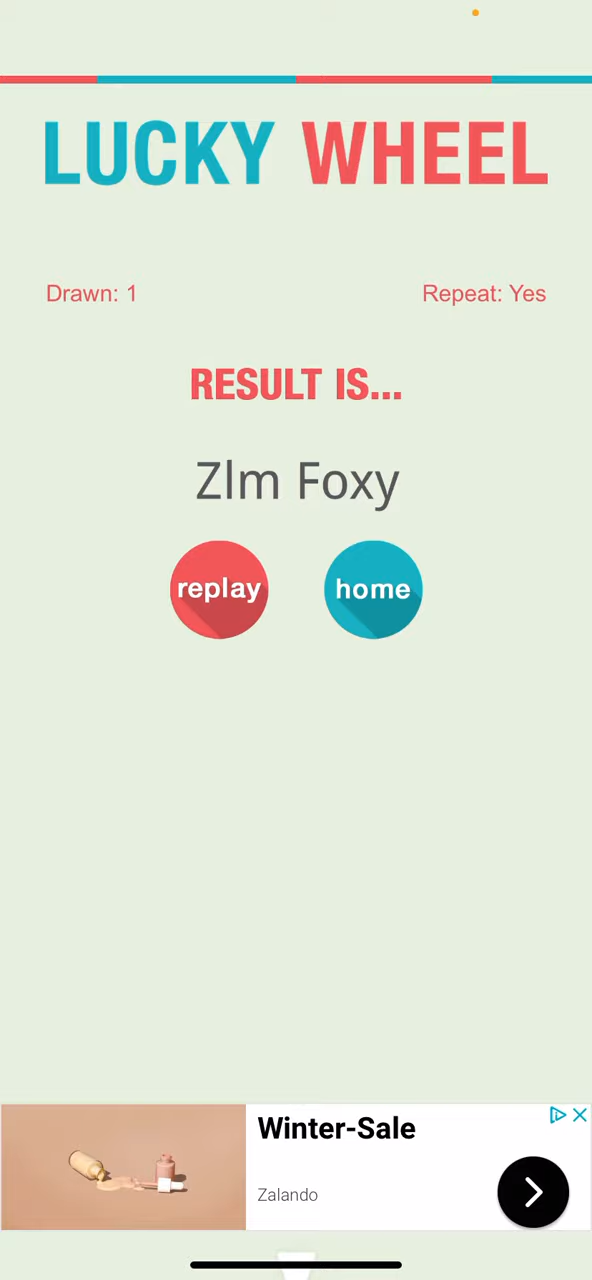 LUCKY WHEEL
Drawn: 1
Repeat: Yes
RESULT IS...
Zlm Foxy
replay
home
Winter-Sale
Zalando